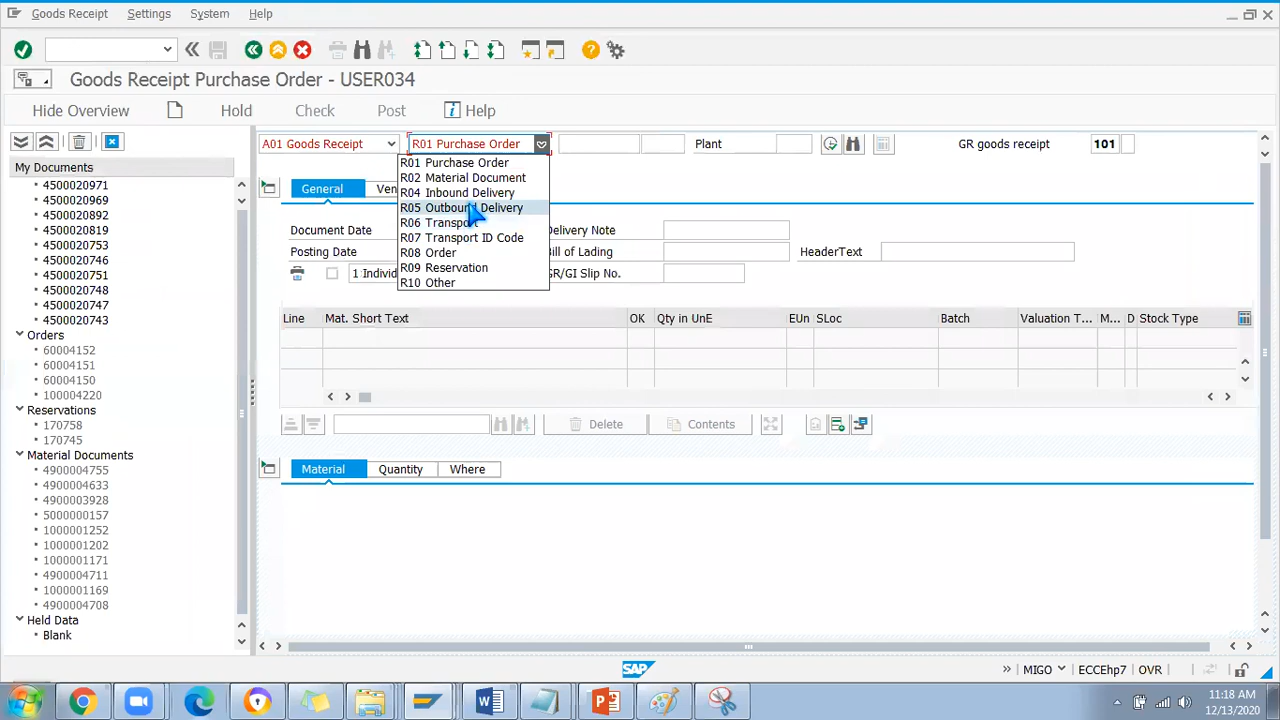 Goods Receipt Settings System Help
Goods Receipt Purchase Order - USER034
Hide Overview Hold Check Post Help
My Documents
4500020971
4500020969
4500020892
4500020819
4500020753
4500020746
4500020751
4500020748
4500020747
4500020743
Orders
60004152
60004151
60004150
100004220
Reservations
170758
170745
Material Documents
4900004755
4900004633
4900003928
5000000157
1000001252
1000001202
1000001171
4900004711
1000001169
4900004708
Held Data
Blank
A01 Goods Receipt R01 Purchase Order Plant GR goods receipt 101
R01 Purchase Order
R02 Material Document
R04 Inbound Delivery
R05 Outbound Delivery
R06 Transport
R07 Transport ID Code
R08 Order
R09 Reservation
R10 Other
General Ven
Document Date Delivery Note
Posting Date Bill of Lading HeaderText
1 Individ GR/GI Slip No.
Line Mat. Short Text OK Qty in UnE EUn SLoc Batch Valuation T... M... D Stock Type
Delete Contents
Material Quantity Where
SAP
MIGO ECCEhp7 OVR
11:18 AM
12/13/2020